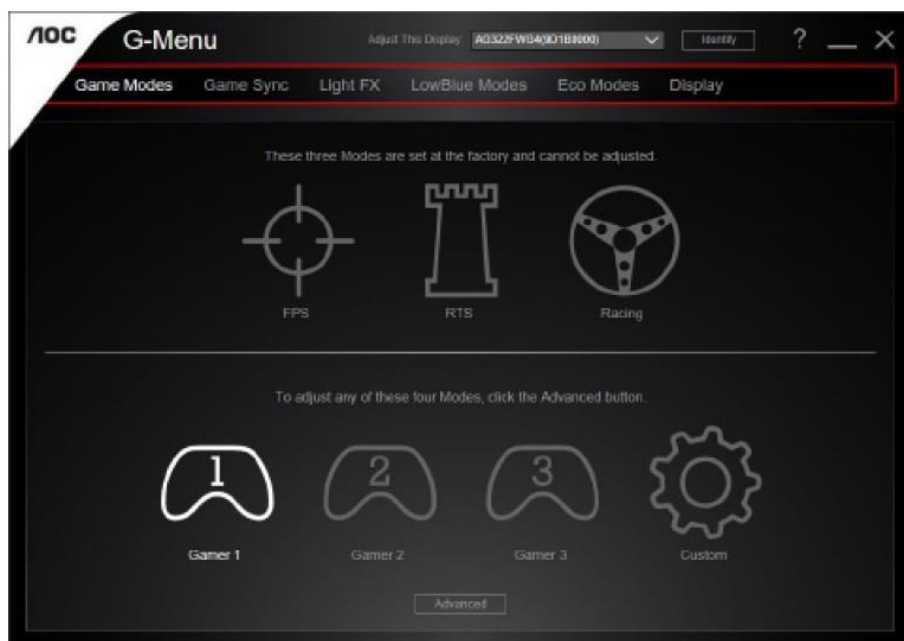 AOC
G-Menu
Adjust This Display AG322FWG4(9D1B8000) Identify ?
Game Modes Game Sync Light FX LowBlue Modes Eco Modes Display
These three Modes are set at the factory and cannot be adjusted.
FPS RTS Racing
To adjust any of these four Modes, click the Advanced button.
1 2 3
Gamer 1 Gamer 2 Gamer 3 Custom
Advanced